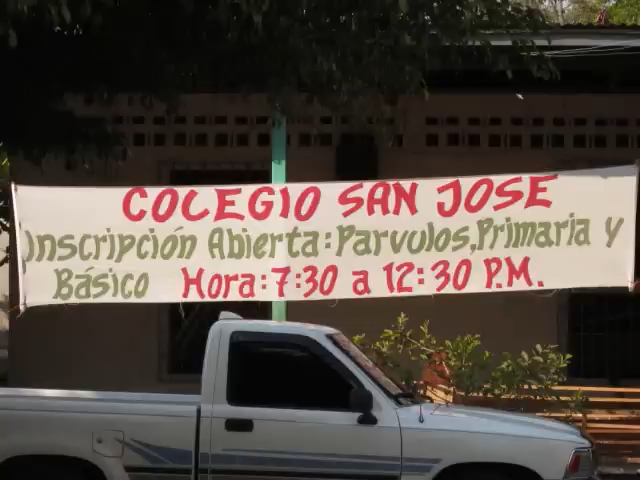 COLEGIO SAN JOSE
Inscripción Abierta: Parvulos, Primaria y
Básico Hora: 7:30 a 12:30 P.M.